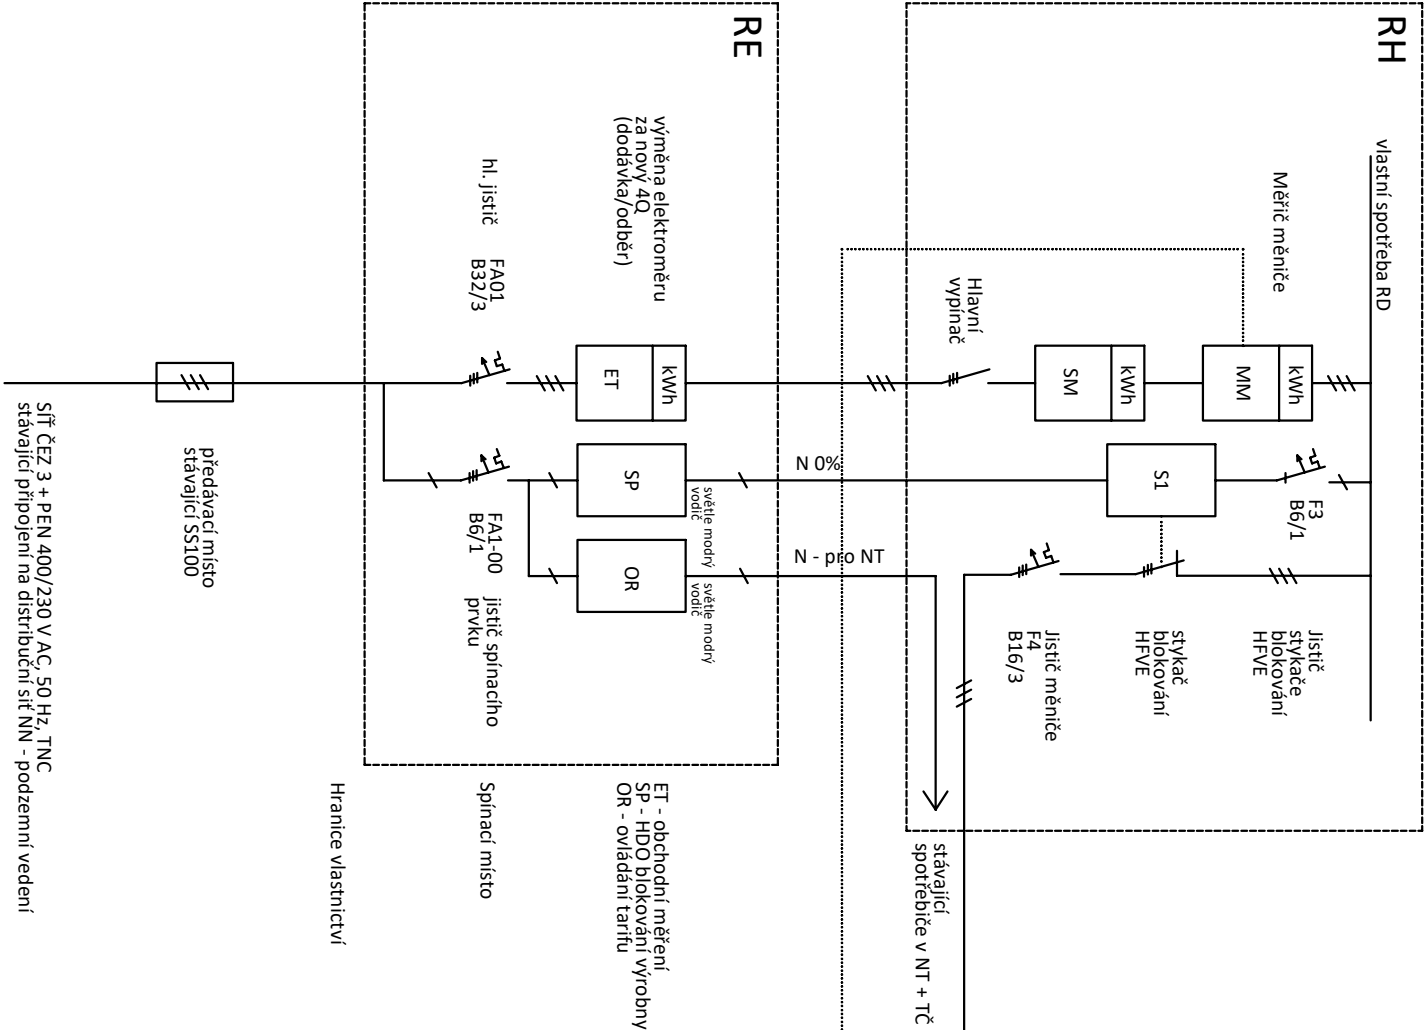 RH
vlastní spotřeba RD
Měřič měniče
kWh
MM
kWh
SM
Hlavní
vypínač
F3
B6/1
S1
Jistič
stykače
blokování
HFVE
stykač
blokování
HFVE
Jistič měniče
F4
B16/3
stávající
spotřebiče v NT + TČ
N 0%
N - pro NT
RE
výměna elektroměru
za nový 4Q
(dodávka/odběr)
kWh
ET
SP
světle modrý
vodič
OR
světle modrý
vodič
hl. jistič
FA01
B32/3
FA1-00
B6/1
jistič spínacího
prvku
ET - obchodní měření
SP - HDO blokování výrobny
OR - ovládání tarifu
Spínací místo
Hranice vlastnictví
předávací místo
stávající SS100
SÍŤ ČEZ 3 + PEN 400/230 V AC, 50 Hz, TNC
stávající připojení na distribuční siť NN - podzemní vedení